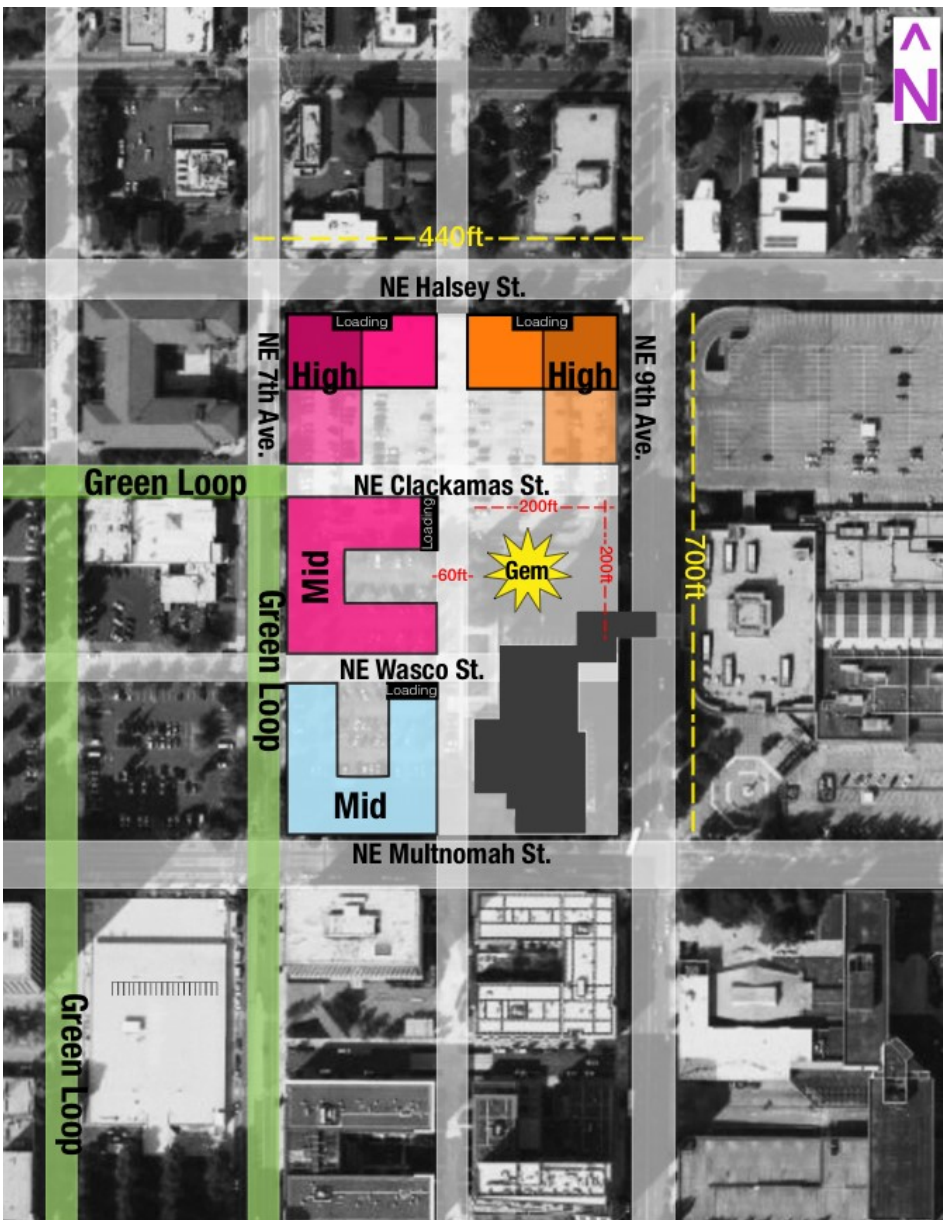 ^
N
440ft
NE Halsey St.
Loading
Loading
NE 7th Ave.
High
High
NE 9th Ave.
Green Loop
NE Clackamas St.
200ft
Loading
Mid
60ft
Gem
200ft
700ft
Green Loop
NE Wasco St.
Loading
Mid
NE Multnomah St.
Green Loop